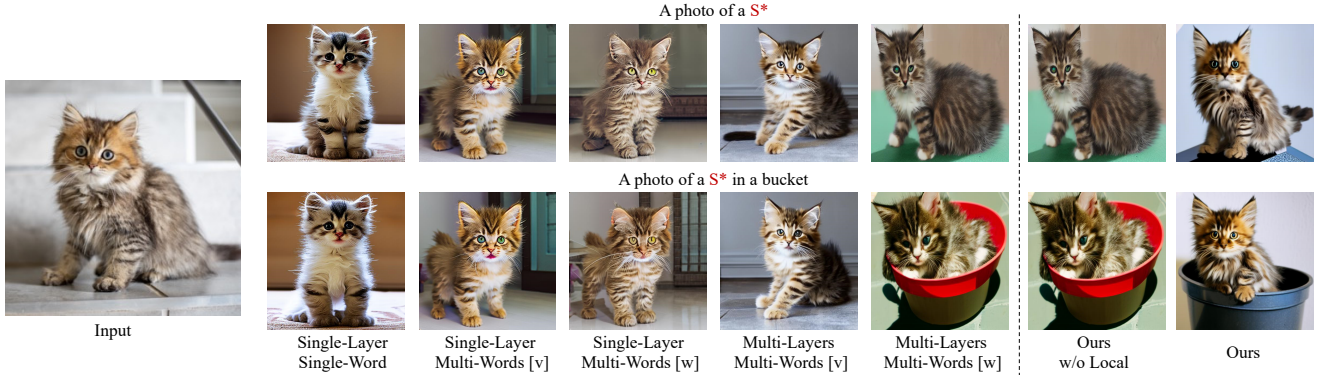 A photo of a S*
A photo of a S* in a bucket
Input
Single-Layer
Single-Word
Single-Layer
Multi-Words [v]
Single-Layer
Multi-Words [w]
Multi-Layers
Multi-Words [v]
Multi-Layers
Multi-Words [w]
Ours
w/o Local
Ours